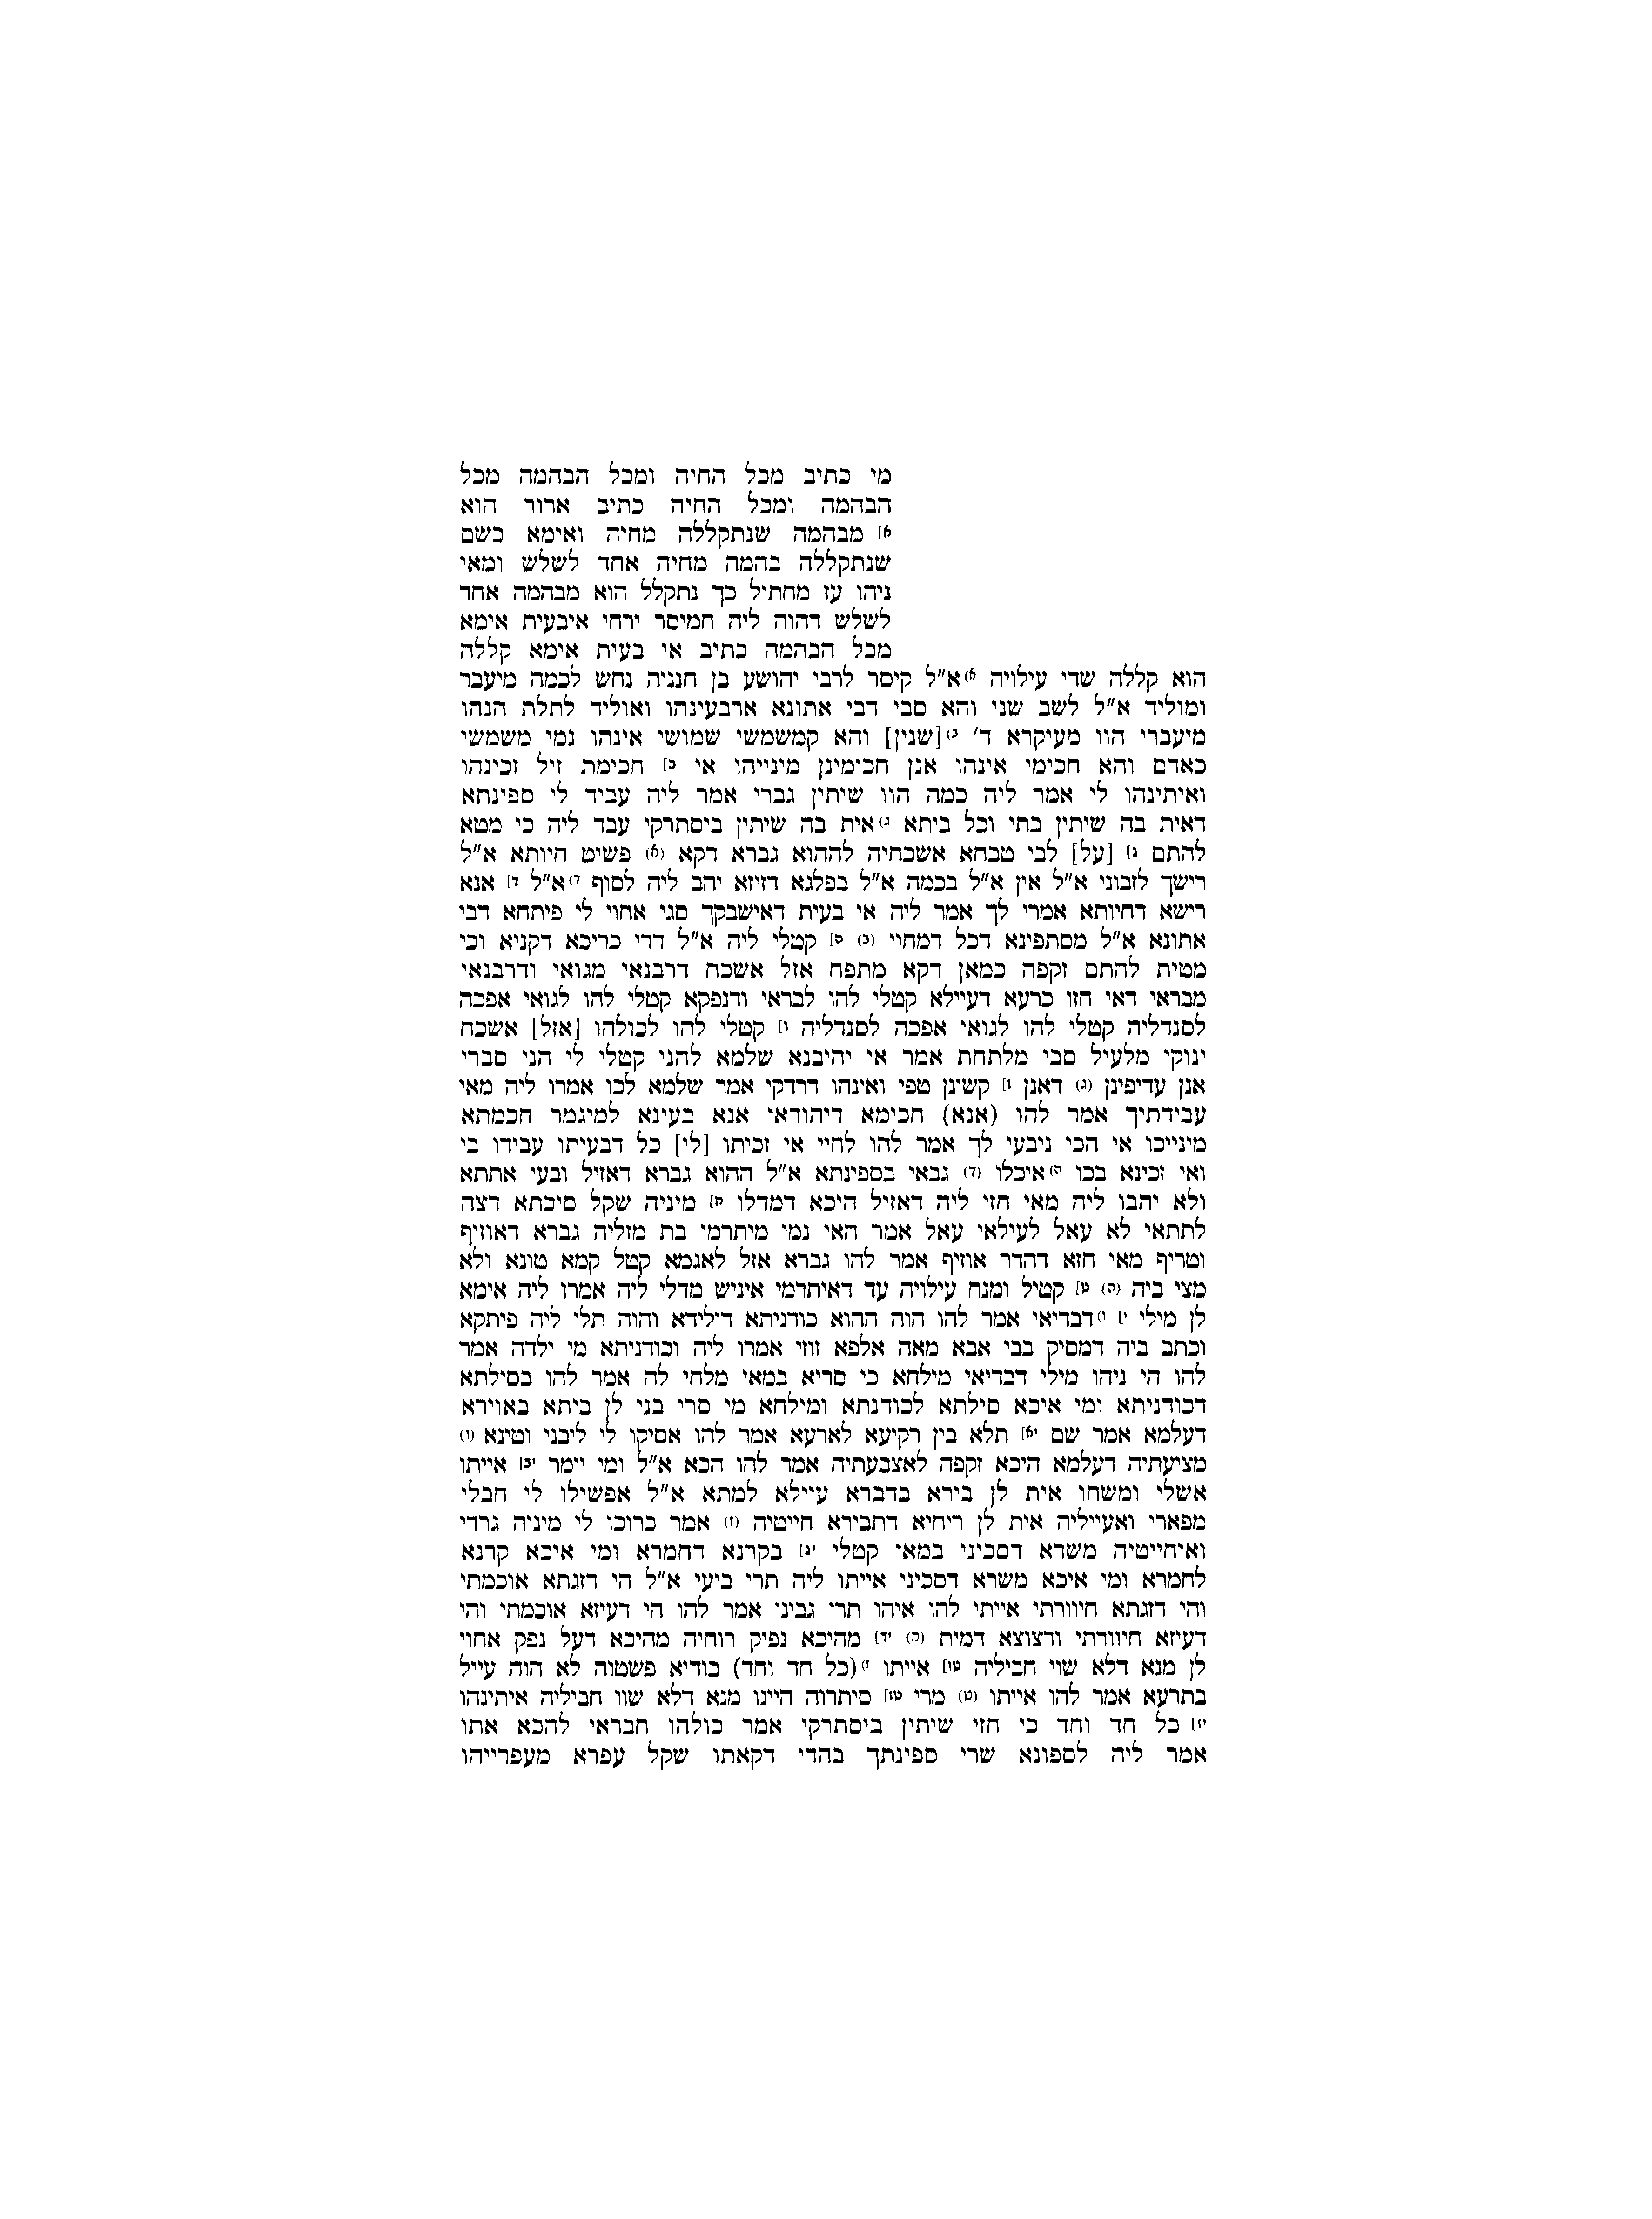 מי כתיב מכל החיה ומכל הבהמה מכל
הבהמה ומכל החיה כתיב ארור הוא
א] מבהמה שנתקללה מחיה ואימא כשם
שנתקללה בהמה מחיה אחד לשלש ומאי
ניהו עז מחתול כך נתקלל הוא מבהמה אחד
לשלש דהוה ליה חמיסר ירחי איבעית אימא
מכל הבהמה כתיב אי בעית אימא קללה
הוא קללה שדי עילויה א) א"ל קיסר לרבי יהושע בן חנניה נחש לכמה מיעבר
ומוליד א"ל לשב שני והא סבי דבי אתונא ארבעינהו ואוליד לתלת הנהו
מיעברי הוו מעיקרא ד' ב) [שנין] והא קמשמשי שמושי אינהו נמי משמשי
כאדם והא חכימי אינהו אנן חכימינן מינייהו אי ב] חכימת זיל זכינהו
ואיתינהו לי אמר ליה כמה הוו שיתין גברי אמר ליה עביד לי ספינתא
דאית בה שיתין בתי וכל ביתא ג) אית בה שיתין ביסתרקי עבד ליה כי מטא
להתם ג] [על] לבי טבחא אשכחיה לההוא גברא דקא (א) פשיט חיותא א"ל
רישך לזבוני א"ל אין א"ל בכמה א"ל בפלגא דזוזא יהב ליה לסוף ד) א"ל ד] אנא
רישא דחיותא אמרי לך אמר ליה אי בעית דאישבקך סגי אחוי לי פיתחא דבי
אתונא א"ל מסתפינא דכל דמחוי (ב) ס] קטלי ליה א"ל דרי כריכא דקניא וכי
מטית להתם זקפה כמאן דקא מתפח אזל אשכח דרבנאי מגואי ודרבנאי
מבראי דאי חזו כרעא דעיילא קטלי להו לבראי ודנפקא קטלי להו לגואי אפכה
לסנדליה קטלי להו לגואי אפכה לסנדליה ו] קטלי להו לכולהו [אזל] אשכח
ינוקי מלעיל סבי מלתחת אמר אי יהיבנא שלמא להני קטלי לי הני סברי
אנן עדיפינן (ג) דאנן ז] קשינן טפי ואינהו דרדקי אמר שלמא לכו אמרו ליה מאי
עבידתיך אמר להו (אנא) חכימא דיהודאי אנא בעינא למיגמר חכמתא
מינייכו אי הכי ניבעי לך אמר להו לחיי אי זכיתו [לי] כל דבעיתו עבידו בי
ואי זכינא בכו ה) איכלו (ד) גבאי בספינתא א"ל ההוא גברא דאזיל ובעי אתתא
ולא יהבו ליה מאי חזי ליה דאזיל היכא דמדלו ח] מיניה שקל סיכתא דצה
לתתאי לא עאל לעילאי עאל אמר האי נמי מיתרמי בת מזליה גברא דאוזיף
וטריף מאי חזא דהדר אוזיף אמר להו גברא אזל לאגמא קטל קמא טונא ולא
מצי ביה (ה) ט] קטיל ומנח עילויה עד דאיתרמי איניש מדלי ליה אמרו ליה אימא
לן מילי י] ו) דבדיאי אמר להו הוה ההוא כודניתא דילידא והוה תלי ליה פיתקא
וכתב ביה דמסיק בבי אבא מאה אלפא זוזי אמרו ליה וכודניתא מי ילדה אמר
להו הי ניהו מילי דבדיאי מילחא כי סריא במאי מלחי לה אמר להו בסילתא
דכודניתא ומי איכא סילתא לכודנתא ומילחא מי סרי בני לן ביתא באוירא
דעלמא אמר שם יא] תלא בין רקיעא לארעא אמר להו אסיקו לי ליבני וטינא (ו)
מציעתיה דעלמא היכא זקפה לאצבעתיה אמר להו הכא א"ל ומי יימר יב] אייתו
אשלי ומשחו אית לן בירא בדברא עיילא למתא א"ל אפשילו לי חבלי
מפארי ואעייליה אית לן ריחיא דתבירא חייטיה (ז) אמר כרוכו לי מיניה גרדי
ואיחייטיה משרא דסכיני במאי קטלי יג] בקרנא דחמרא ומי איכא קרנא
לחמרא ומי איכא משרא דסכיני אייתו ליה תרי ביעי א"ל הי דזגתא אוכמתי
והי דזגתא חיוורתי אייתי להו איהו תרי גביני אמר להו הי דעיזא אוכמתי והי
דעיזא חיוורתי ורצוצא דמית (ח) יד] מהיכא נפיק רוחיה מהיכא דעל נפק אחוי
לן מנא דלא שוי חביליה טו] אייתו ז) (כל חד וחד) בודיא פשטוה לא הוה עייל
בתרעא אמר להו אייתו (ט) מרי טז] סיתרוה היינו מנא דלא שוו חביליה איתינהו
יז] כל חד וחד כי חזי שיתין ביסתרקי אמר כולהו חבראי להכא אתו
אמר ליה לספונא שרי ספינתך בהדי דקאתו שקל עפרא מעפרייהו